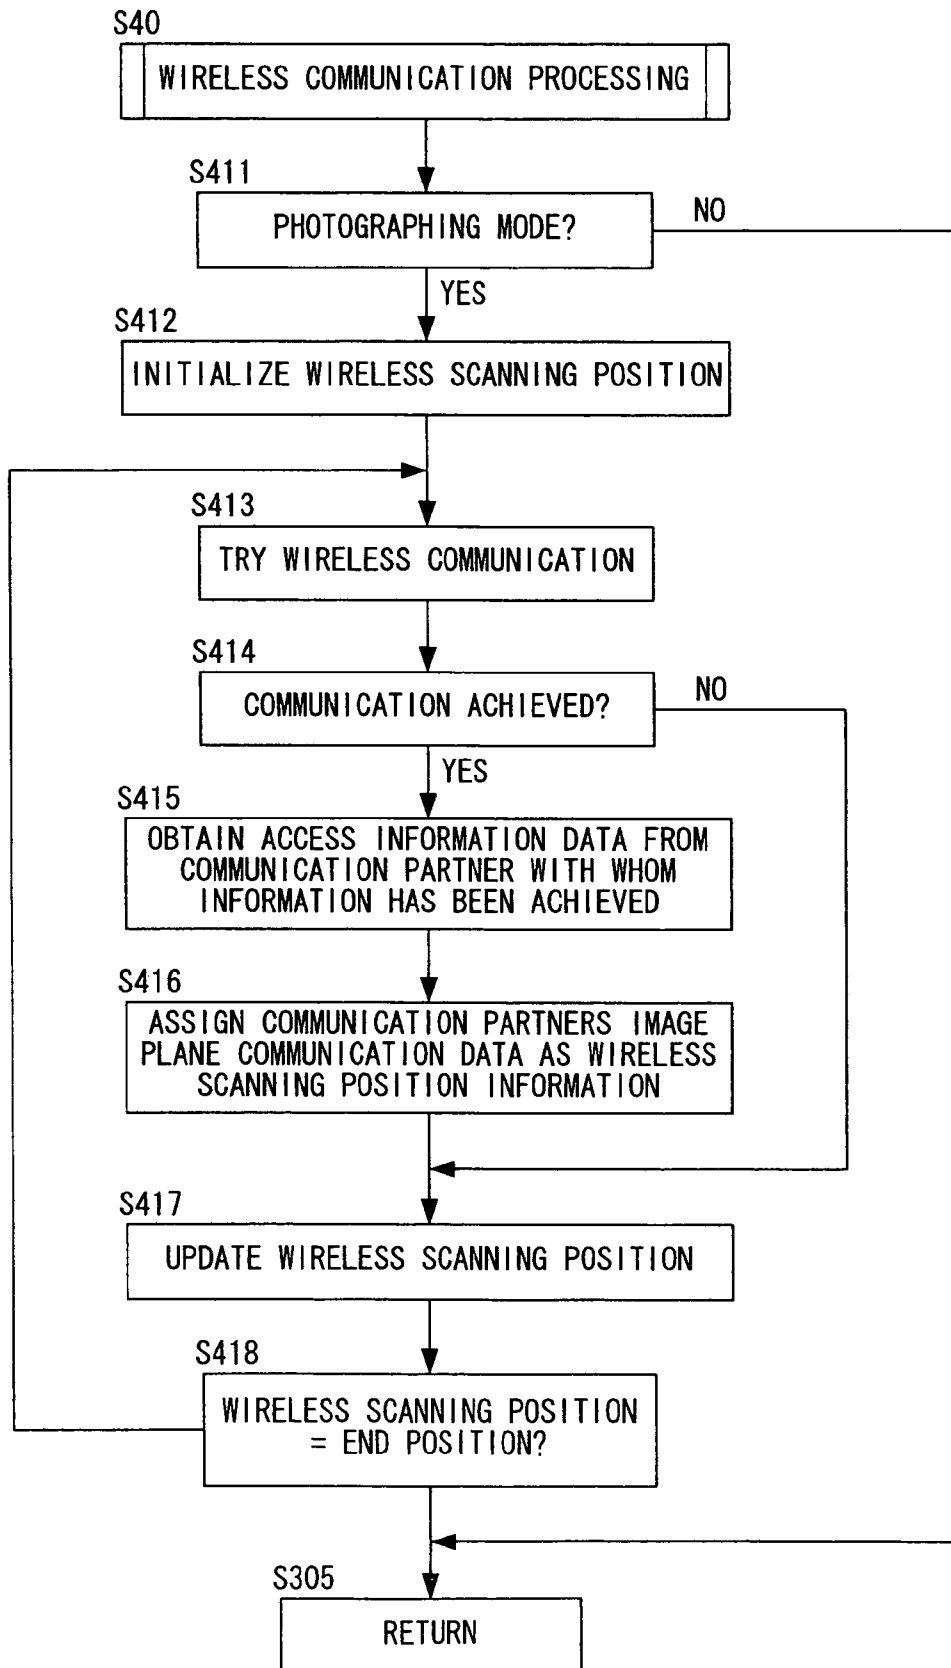 S40
WIRELESS COMMUNICATION PROCESSING
S411
PHOTOGRAPHING MODE?
NO
YES
S412
INITIALIZE WIRELESS SCANNING POSITION
S413
TRY WIRELESS COMMUNICATION
S414
COMMUNICATION ACHIEVED?
NO
YES
S415
OBTAIN ACCESS INFORMATION DATA FROM
COMMUNICATION PARTNER WITH WHOM
INFORMATION HAS BEEN ACHIEVED
S416
ASSIGN COMMUNICATION PARTNERS IMAGE
PLANE COMMUNICATION DATA AS WIRELESS
SCANNING POSITION INFORMATION
S417
UPDATE WIRELESS SCANNING POSITION
S418
WIRELESS SCANNING POSITION
= END POSITION?
S305
RETURN